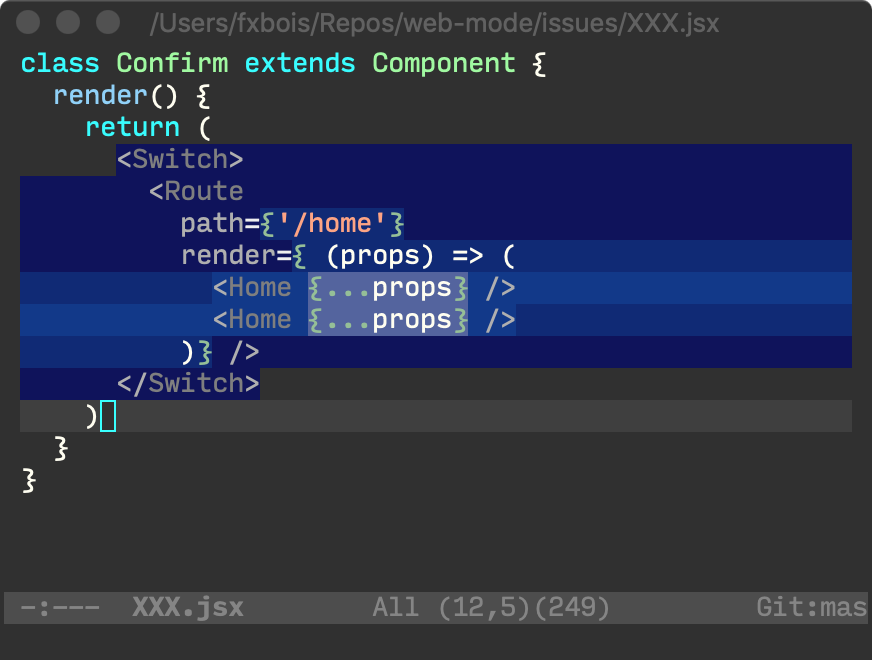 /Users/fxbois/Repos/web-mode/issues/XXX.jsx
class Confirm extends Component {
  render() {
    return (
      <Switch>
        <Route
          path={'/home'}
          render={ (props) => (
            <Home {...props} />
            <Home {...props} />
          )} />
      </Switch>
    )
  }
}
-:---  XXX.jsx        All (12,5)(249)         Git:mas